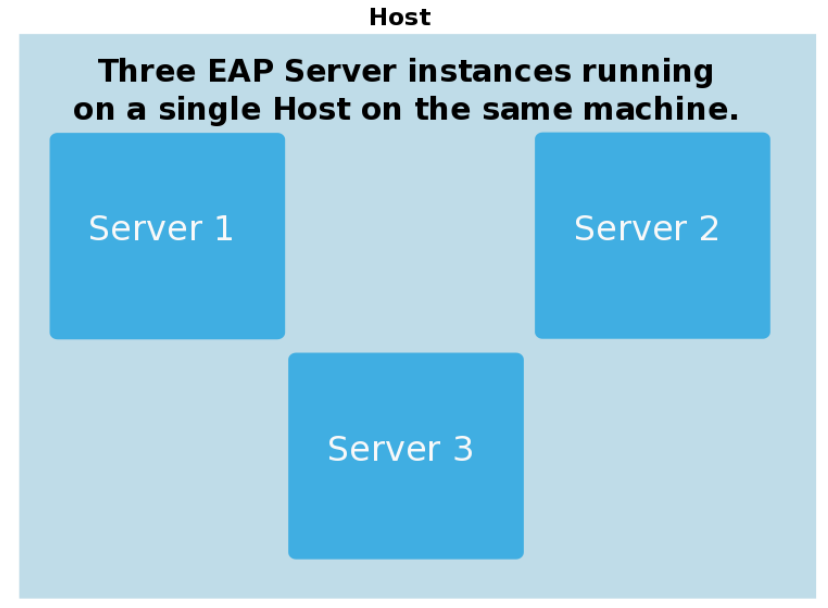 Host
Three EAP Server instances running
on a single Host on the same machine.
Server 1
Server 2
Server 3